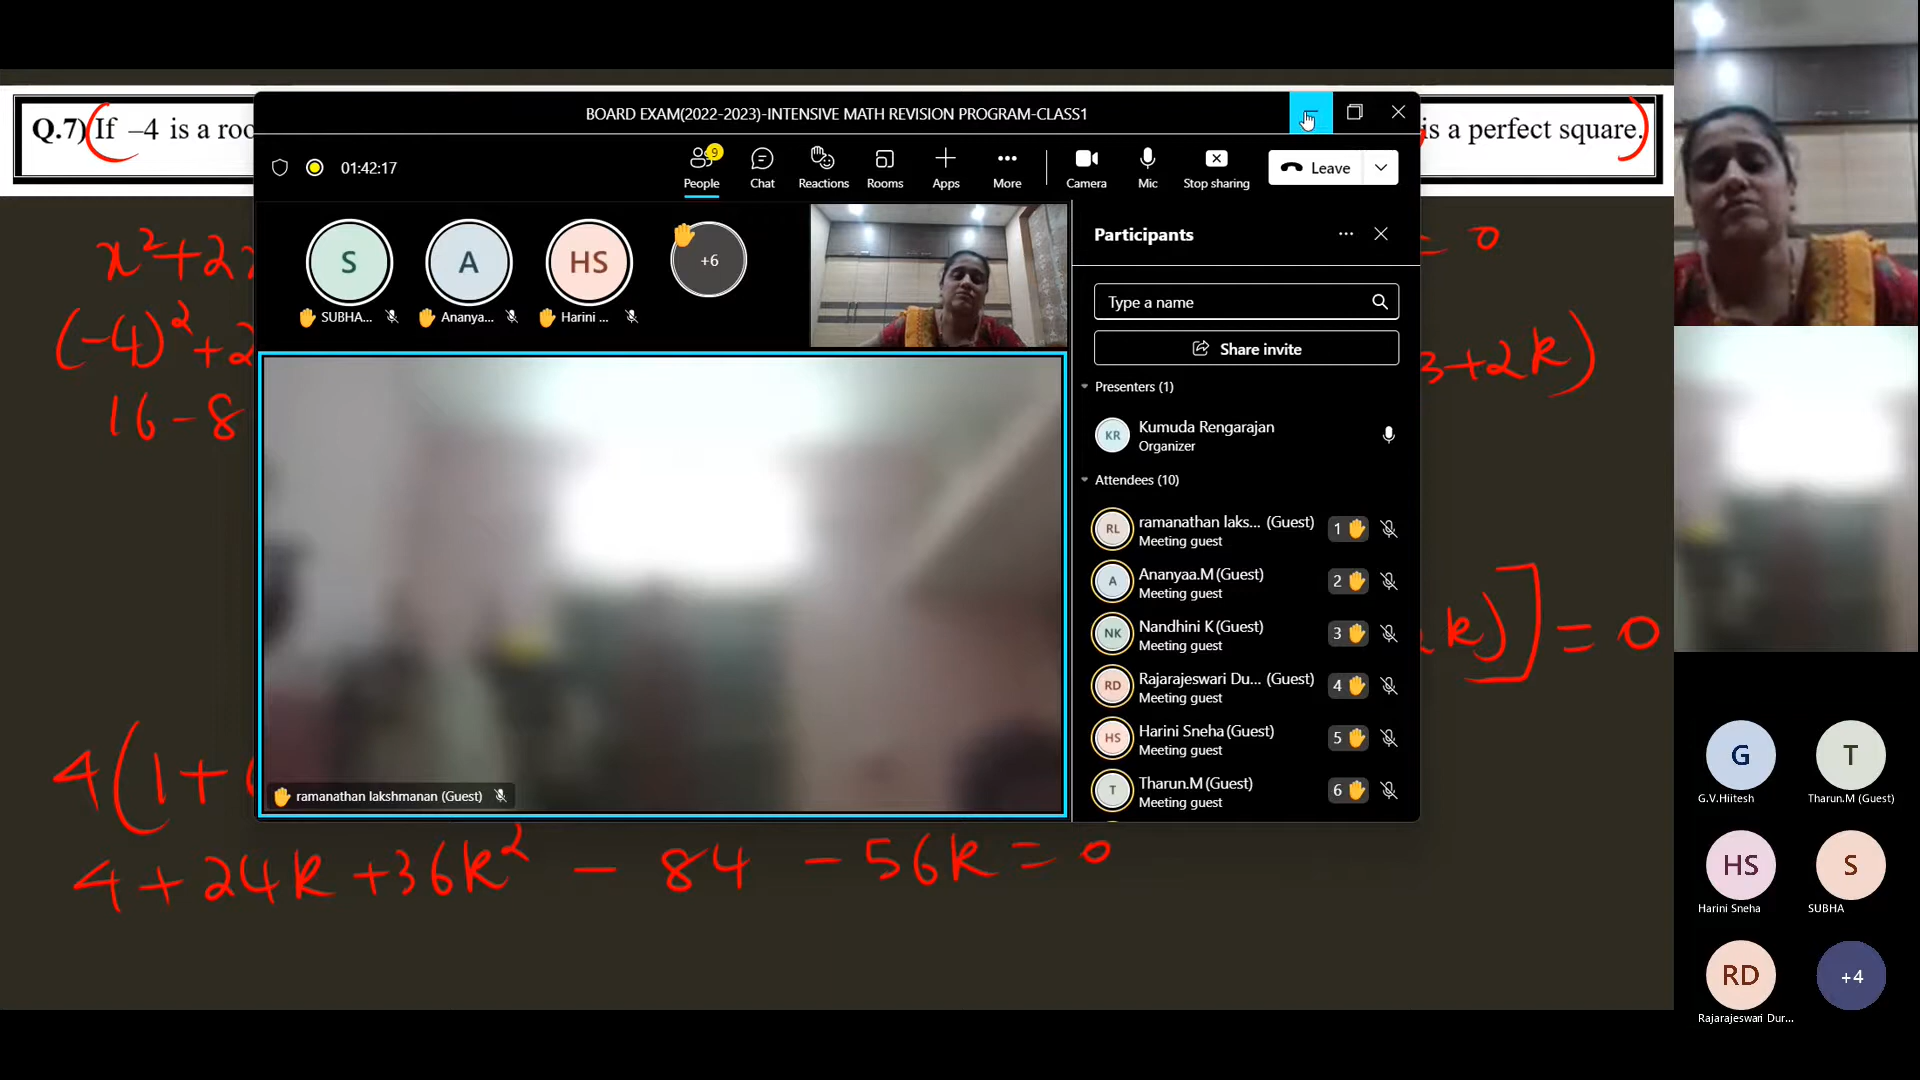 Q.7) If –4 is a roo
is a perfect square.
BOARD EXAM(2022-2023)-INTENSIVE MATH REVISION PROGRAM-CLASS1
01:42:17
9
People
Chat
Reactions
Rooms
Apps
More
Camera
Mic
Stop sharing
Leave
S
A
HS
+6
SUBHA...
Ananya...
Harini ...
ramanathan lakshmanan (Guest)
Participants
Type a name
Share invite
Presenters (1)
KR
Kumuda Rengarajan
Organizer
Attendees (10)
RL
ramanathan laks... (Guest)
Meeting guest
1
A
Ananyaa.M (Guest)
Meeting guest
2
NK
Nandhini K (Guest)
Meeting guest
3
RD
Rajarajeswari Du... (Guest)
Meeting guest
4
HS
Harini Sneha (Guest)
Meeting guest
5
T
Tharun.M (Guest)
Meeting guest
6
x² + 2
= 0
(-4)² + 2
3 + 2k)
16 - 8
k)] = 0
4(1 +
4 + 24k + 36k² - 84 - 56k = 0
G
G.V.Hiitesh
T
Tharun.M (Guest)
HS
Harini Sneha
S
SUBHA
RD
Rajarajeswari Dur...
+4